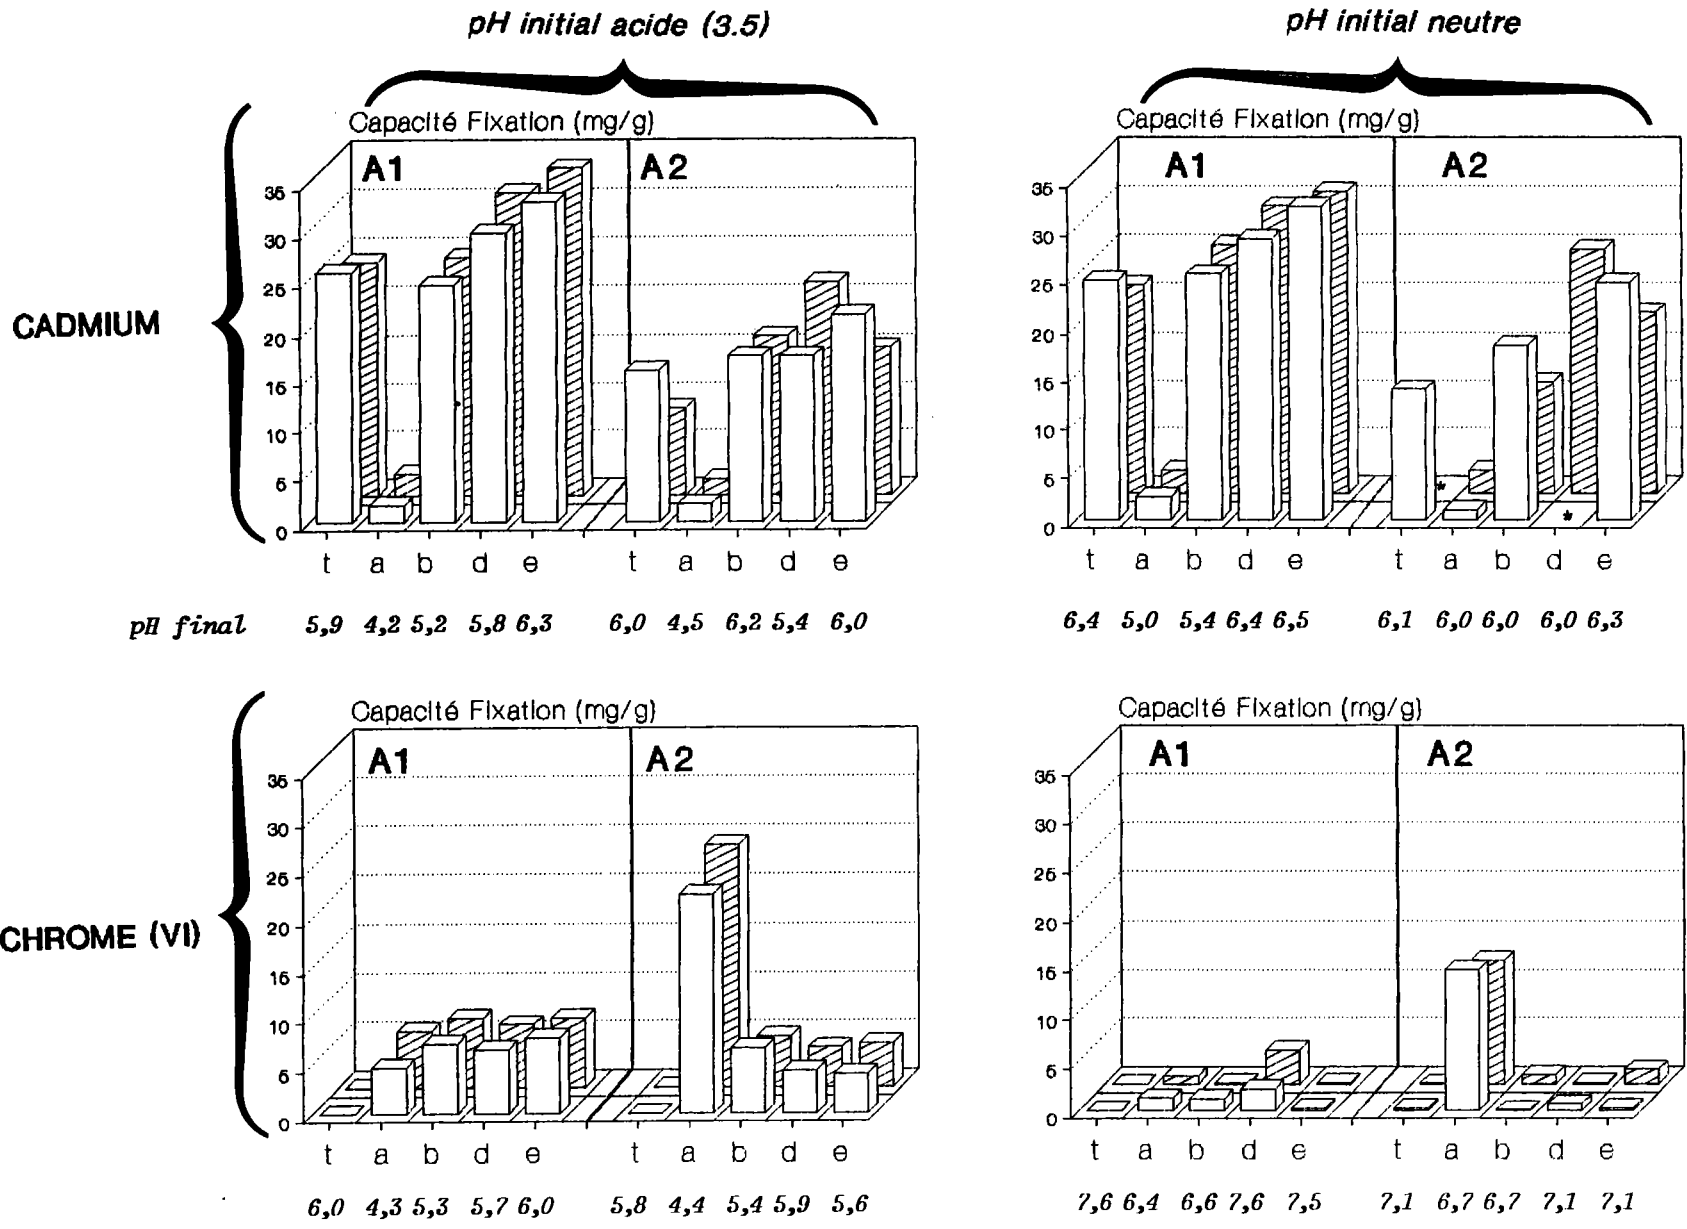 pH initial acide (3.5)
pH initial neutre
CADMIUM
Capacité Fixation (mg/g)
A1 A2
35
30
25
20
15
10
5
0
t a b d e t a b d e
pH final 5,9 4,2 5,2 5,8 6,3 6,0 4,5 6,2 5,4 6,0
Capacité Fixation (mg/g)
A1 A2
35
30
25
20
15
10
5
0
* *
t a b d e t a b d e
6,4 5,0 5,4 6,4 6,5 6,1 6,0 6,0 6,0 6,3
CHROME (VI)
Capacité Fixation (mg/g)
A1 A2
35
30
25
20
15
10
5
0
t a b d e t a b d e
6,0 4,3 5,3 5,7 6,0 5,8 4,4 5,4 5,9 5,6
Capacité Fixation (mg/g)
A1 A2
35
30
25
20
15
10
5
0
t a b d e t a b d e
7,6 6,4 6,6 7,6 7,5 7,1 6,7 6,7 7,1 7,1